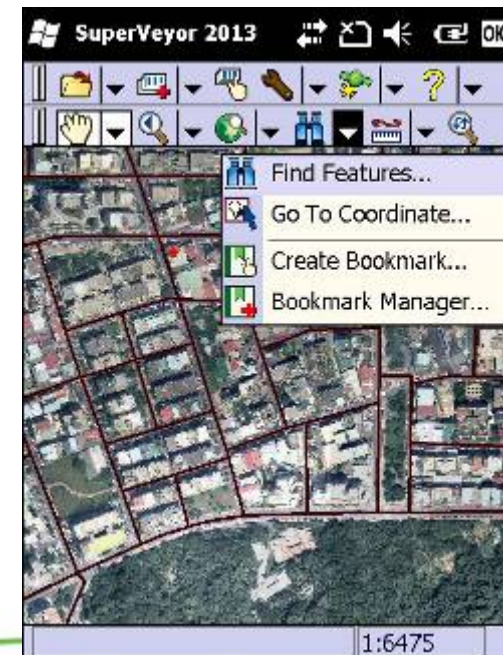 SuperVeyor 2013
OK
Find Features...
Go To Coordinate...
Create Bookmark...
Bookmark Manager...
1:6475